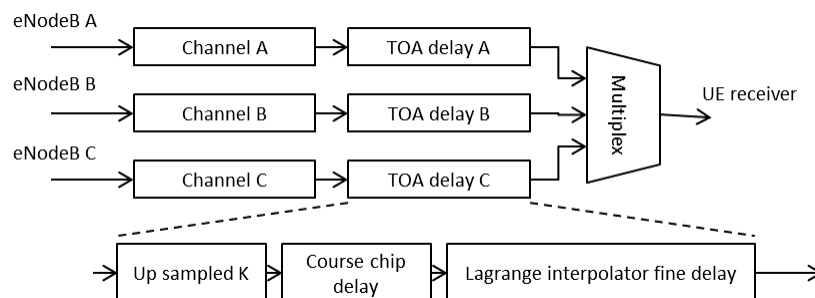 eNodeB A
Channel A
TOA delay A
eNodeB B
Channel B
TOA delay B
Multiplex
UE receiver
eNodeB C
Channel C
TOA delay C
Up sampled K
Course chip
delay
Lagrange interpolator fine delay